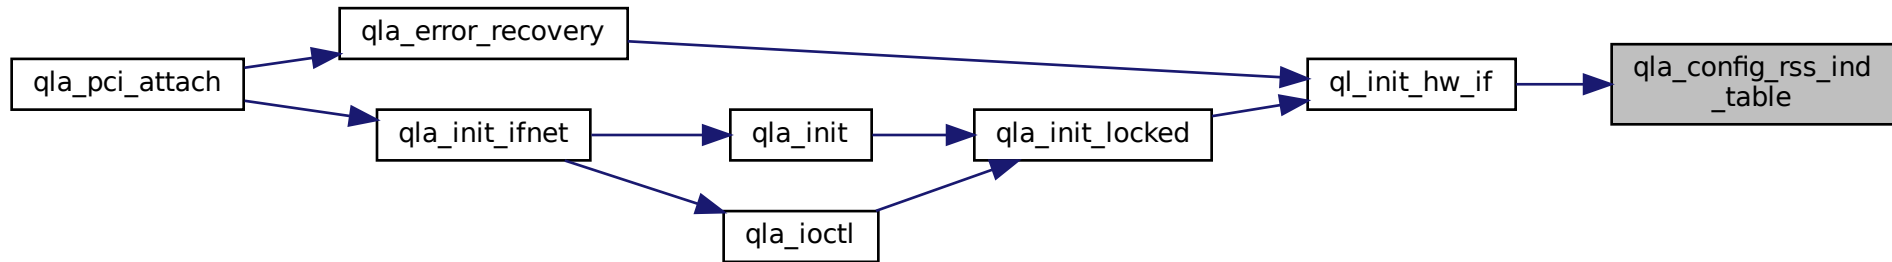 qla_pci_attach
qla_error_recovery
qla_init_ifnet
qla_init
qla_ioctl
qla_init_locked
ql_init_hw_if
qla_config_rss_ind
_table